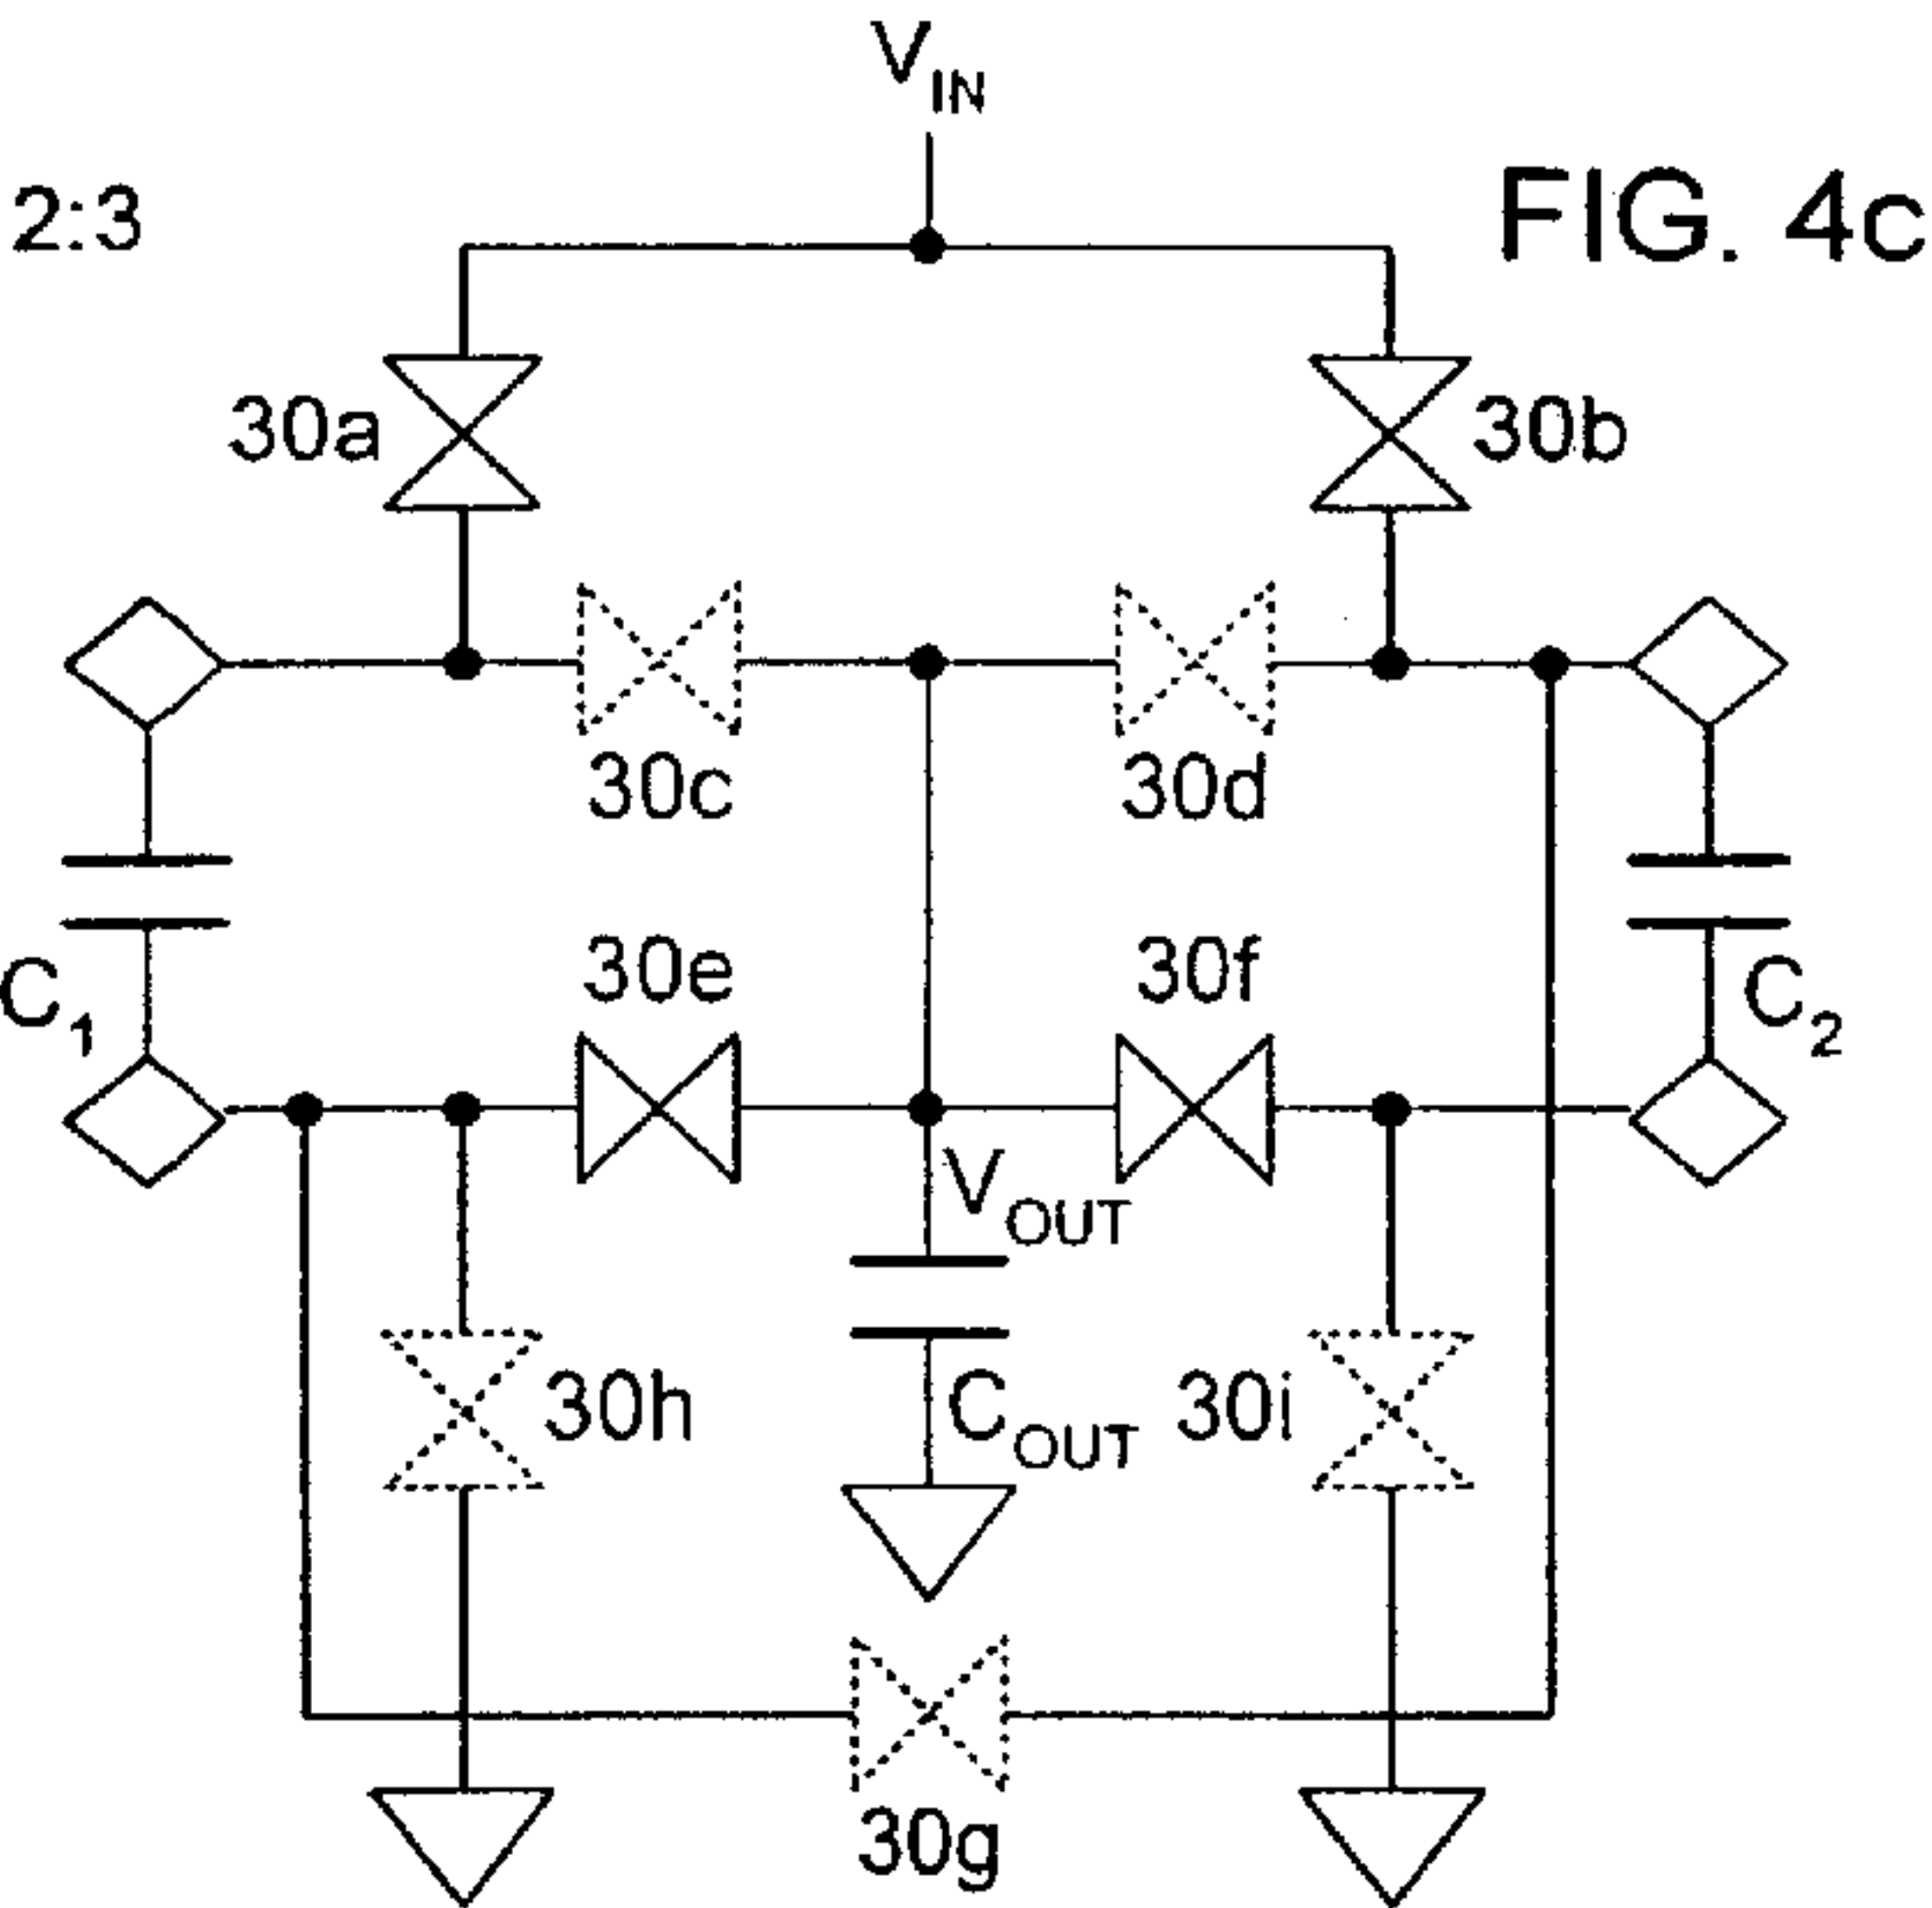 V_IN
2:3
FIG. 4c
30a
30b
30c
30d
C_1
30e
30f
C_2
V_OUT
30h
C_OUT
30i
30g